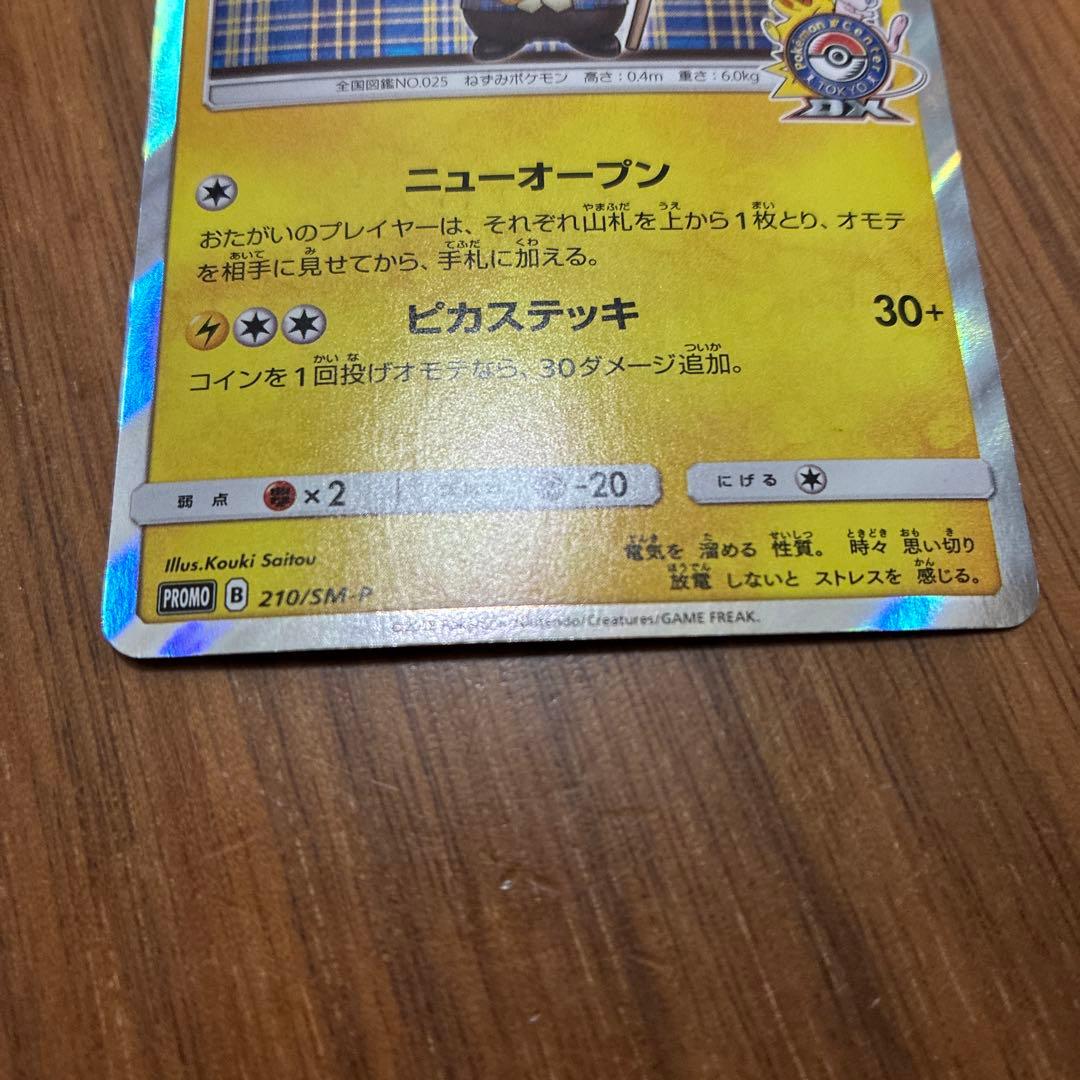 Pokémon Center
TOKYO
DX
全国図鑑NO.025 ねずみポケモン 高さ:0.4m 重さ:6.0kg
ニューオープン
おたがいのプレイヤーは、それぞれ山札を上から1枚とり、オモテ
を相手に見せてから、手札に加える。
ピカステッキ 30+
コインを1回投げオモテなら、30ダメージ追加。
弱点 ×2 -20 にげる
Illus.Kouki Saitou
電気を 溜める 性質。 時々 思い切り
放電 しないと ストレスを 感じる。
PROMO B 210/SM-P
Nintendo/Creatures/GAME FREAK.